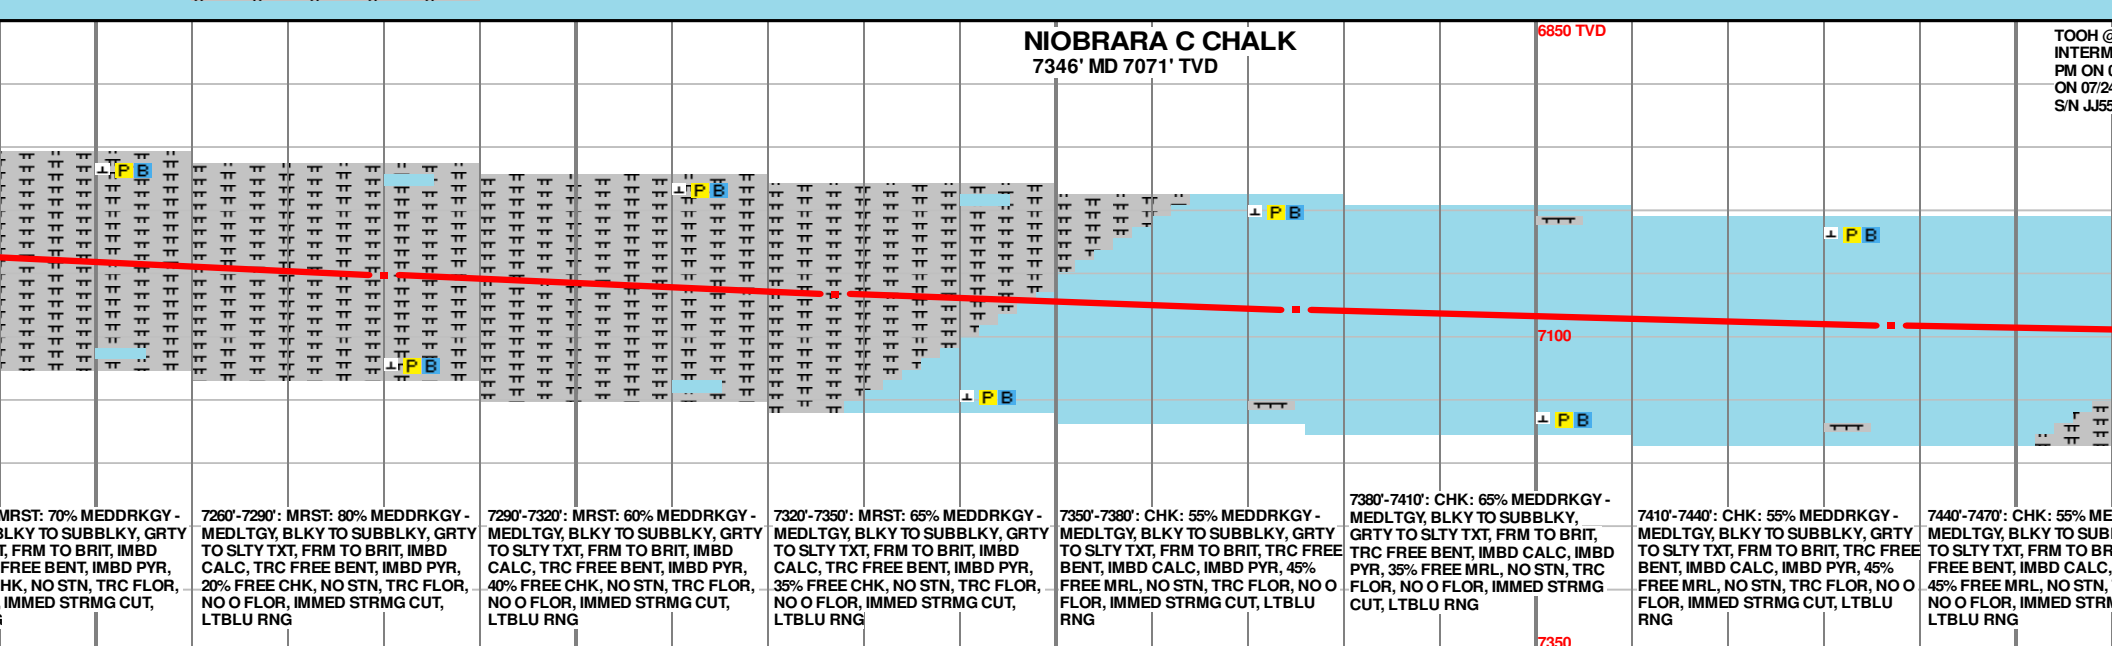 NIOBRARA C CHALK
7346' MD 7071' TVD
6850 TVD
TOOH @
INTERM
PM ON 0
ON 07/24
S/N JJ55
P B
P B
P B
P B
P B
P B
P B
7100
MRST: 70% MEDDRKGY -
BLKY TO SUBBLKY, GRTY
T, FRM TO BRIT, IMBD
FREE BENT, IMBD PYR,
HK, NO STN, TRC FLOR,
IMMED STRMG CUT,
7260'-7290': MRST: 80% MEDDRKGY -
MEDLTGY, BLKY TO SUBBLKY, GRTY
TO SLTY TXT, FRM TO BRIT, IMBD
CALC, TRC FREE BENT, IMBD PYR,
20% FREE CHK, NO STN, TRC FLOR,
NO O FLOR, IMMED STRMG CUT,
LTBLU RNG
7290'-7320': MRST: 60% MEDDRKGY -
MEDLTGY, BLKY TO SUBBLKY, GRTY
TO SLTY TXT, FRM TO BRIT, IMBD
CALC, TRC FREE BENT, IMBD PYR,
40% FREE CHK, NO STN, TRC FLOR,
NO O FLOR, IMMED STRMG CUT,
LTBLU RNG
7320'-7350': MRST: 65% MEDDRKGY -
MEDLTGY, BLKY TO SUBBLKY, GRTY
TO SLTY TXT, FRM TO BRIT, IMBD
CALC, TRC FREE BENT, IMBD PYR,
35% FREE CHK, NO STN, TRC FLOR,
NO O FLOR, IMMED STRMG CUT,
LTBLU RNG
7350'-7380': CHK: 55% MEDDRKGY -
MEDLTGY, BLKY TO SUBBLKY, GRTY
TO SLTY TXT, FRM TO BRIT, TRC FREE
BENT, IMBD CALC, IMBD PYR, 45%
FREE MRL, NO STN, TRC FLOR, NO O
FLOR, IMMED STRMG CUT, LTBLU
RNG
7380'-7410': CHK: 65% MEDDRKGY -
MEDLTGY, BLKY TO SUBBLKY,
GRTY TO SLTY TXT, FRM TO BRIT,
TRC FREE BENT, IMBD CALC, IMBD
PYR, 35% FREE MRL, NO STN, TRC
FLOR, NO O FLOR, IMMED STRMG
CUT, LTBLU RNG
7410'-7440': CHK: 55% MEDDRKGY -
MEDLTGY, BLKY TO SUBBLKY, GRTY
TO SLTY TXT, FRM TO BRIT, TRC FREE
BENT, IMBD CALC, IMBD PYR, 45%
FREE MRL, NO STN, TRC FLOR, NO O
FLOR, IMMED STRMG CUT, LTBLU
RNG
7440'-7470': CHK: 55% ME
MEDLTGY, BLKY TO SUB
TO SLTY TXT, FRM TO BR
FREE BENT, IMBD CALC,
45% FREE MRL, NO STN,
NO O FLOR, IMMED STRM
LTBLU RNG
7350